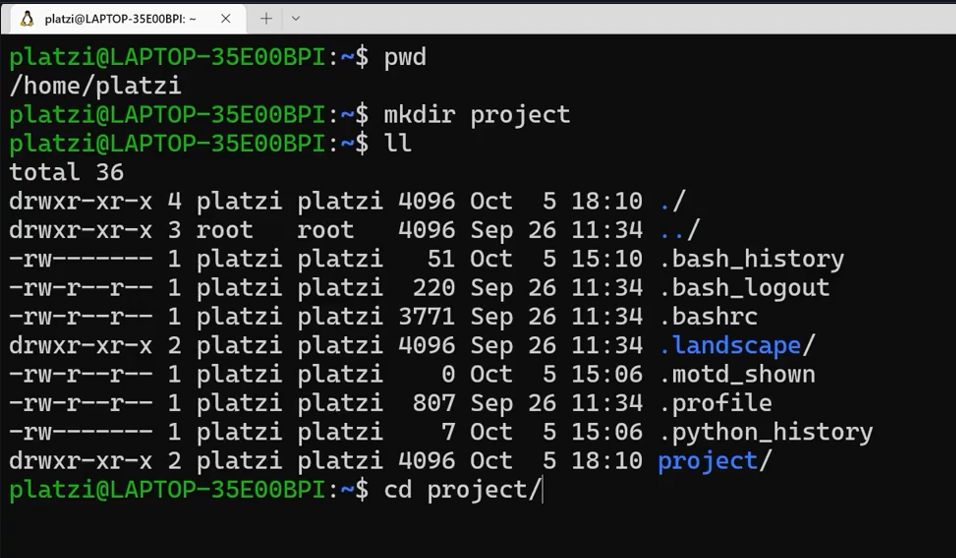 platzi@LAPTOP-35E00BPI: ~
platzi@LAPTOP-35E00BPI:~$ pwd
/home/platzi
platzi@LAPTOP-35E00BPI:~$ mkdir project
platzi@LAPTOP-35E00BPI:~$ ll
total 36
drwxr-xr-x 4 platzi platzi 4096 Oct  5 18:10 ./
drwxr-xr-x 3 root   root   4096 Sep 26 11:34 ../
-rw------- 1 platzi platzi   51 Oct  5 15:10 .bash_history
-rw-r--r-- 1 platzi platzi  220 Sep 26 11:34 .bash_logout
-rw-r--r-- 1 platzi platzi 3771 Sep 26 11:34 .bashrc
drwxr-xr-x 2 platzi platzi 4096 Sep 26 11:34 .landscape/
-rw-r--r-- 1 platzi platzi    0 Oct  5 15:06 .motd_shown
-rw-r--r-- 1 platzi platzi  807 Sep 26 11:34 .profile
-rw------- 1 platzi platzi    7 Oct  5 15:06 .python_history
drwxr-xr-x 2 platzi platzi 4096 Oct  5 18:10 project/
platzi@LAPTOP-35E00BPI:~$ cd project/